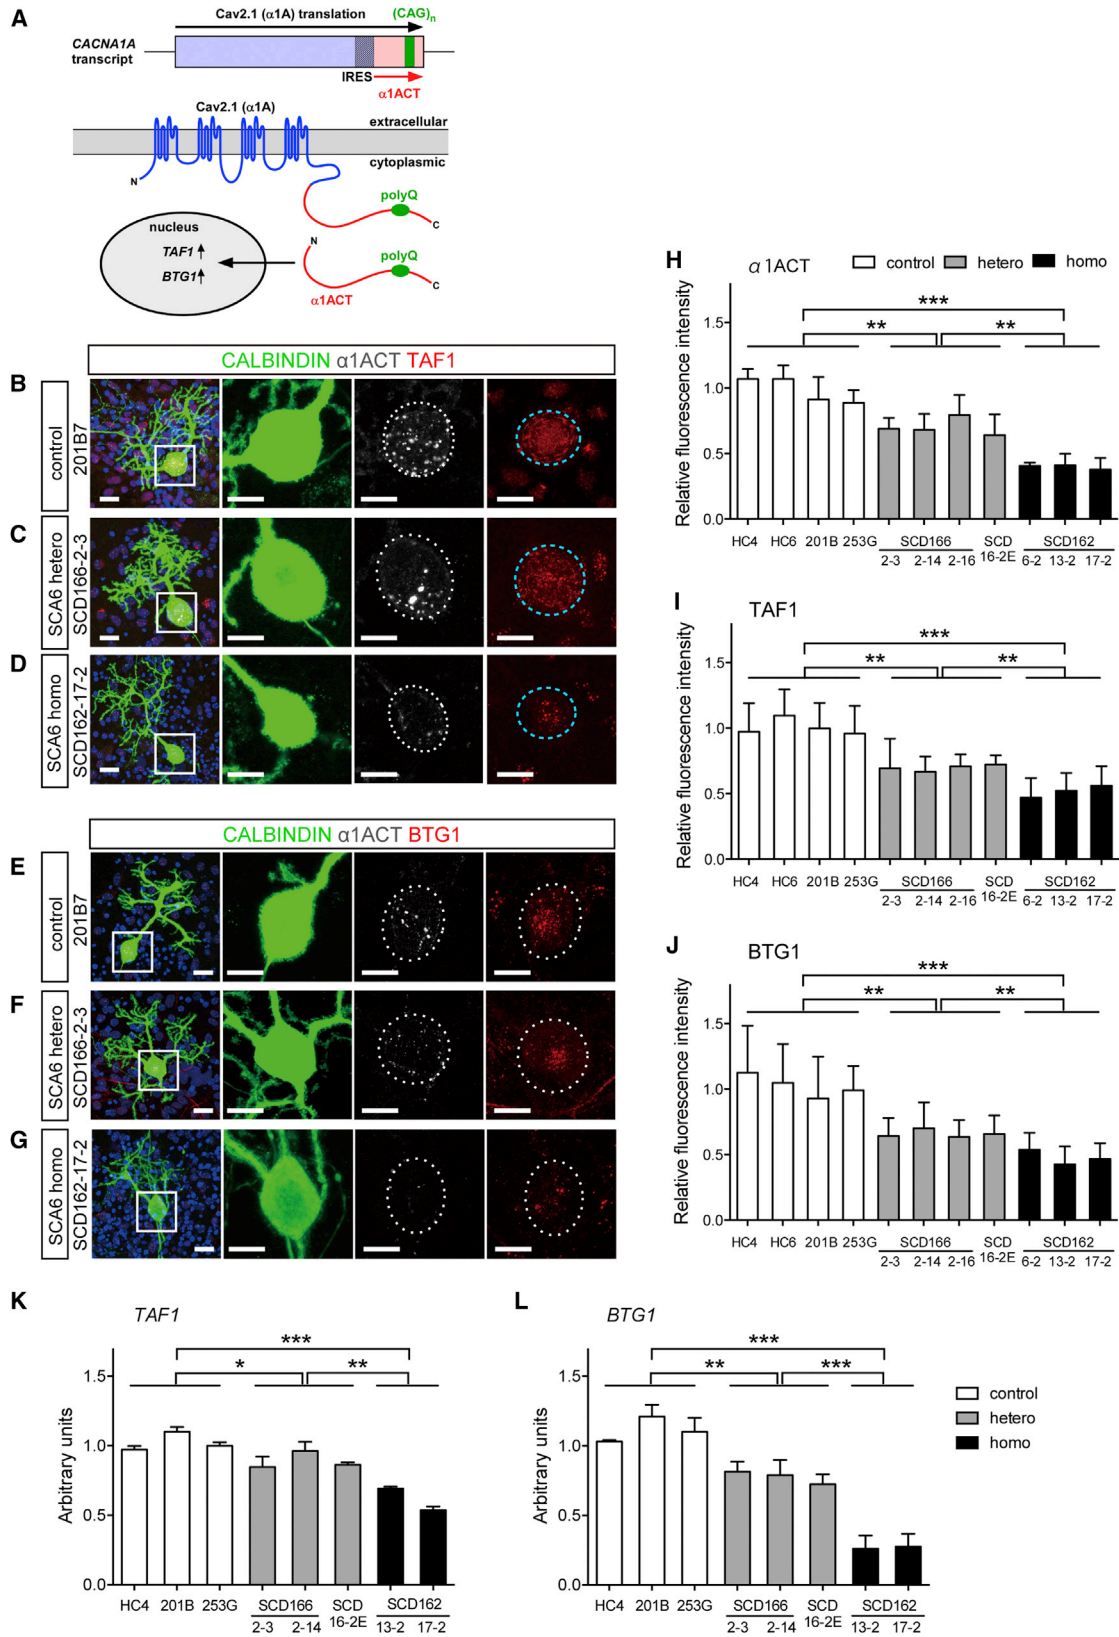 A
Cav2.1 (α1A) translation
(CAG)n
CACNA1A
transcript
IRES
α1ACT
Cav2.1 (α1A)
extracellular
cytoplasmic
N
polyQ
C
nucleus
TAF1
BTG1
N
polyQ
C
α1ACT
CALBINDIN α1ACT TAF1
B
control
201B7
C
SCA6 hetero
SCD166-2-3
D
SCA6 homo
SCD162-17-2
CALBINDIN α1ACT BTG1
E
control
201B7
F
SCA6 hetero
SCD166-2-3
G
SCA6 homo
SCD162-17-2
H
α1ACT
control hetero homo
Relative fluorescence intensity
***
** **
1.5
1.0
0.5
0.0
HC4 HC6 201B 253G SCD166 SCD SCD162
2-3 2-14 2-16 16-2E 6-2 13-2 17-2
I
TAF1
Relative fluorescence intensity
***
** **
1.5
1.0
0.5
0.0
HC4 HC6 201B 253G SCD166 SCD SCD162
2-3 2-14 2-16 16-2E 6-2 13-2 17-2
J
BTG1
Relative fluorescence intensity
***
** **
1.5
1.0
0.5
0.0
HC4 HC6 201B 253G SCD166 SCD SCD162
2-3 2-14 2-16 16-2E 6-2 13-2 17-2
K
TAF1
Arbitrary units
***
* **
1.5
1.0
0.5
0.0
HC4 201B 253G SCD166 SCD SCD162
2-3 2-14 16-2E 13-2 17-2
L
BTG1
Arbitrary units
***
** ***
1.5
1.0
0.5
0.0
HC4 201B 253G SCD166 SCD SCD162
2-3 2-14 16-2E 13-2 17-2
control
hetero
homo